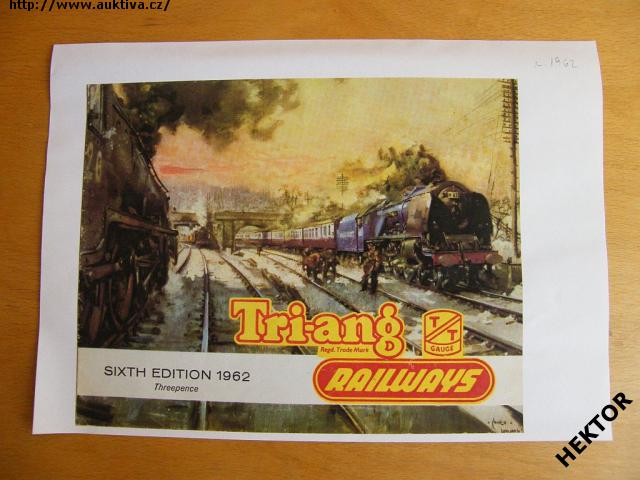 http://www.auktiva.cz/
1962
Tri-ang
Regd. Trade Mark
T/T
GAUGE
RAILWAYS
SIXTH EDITION 1962
Threepence
HEKTOR